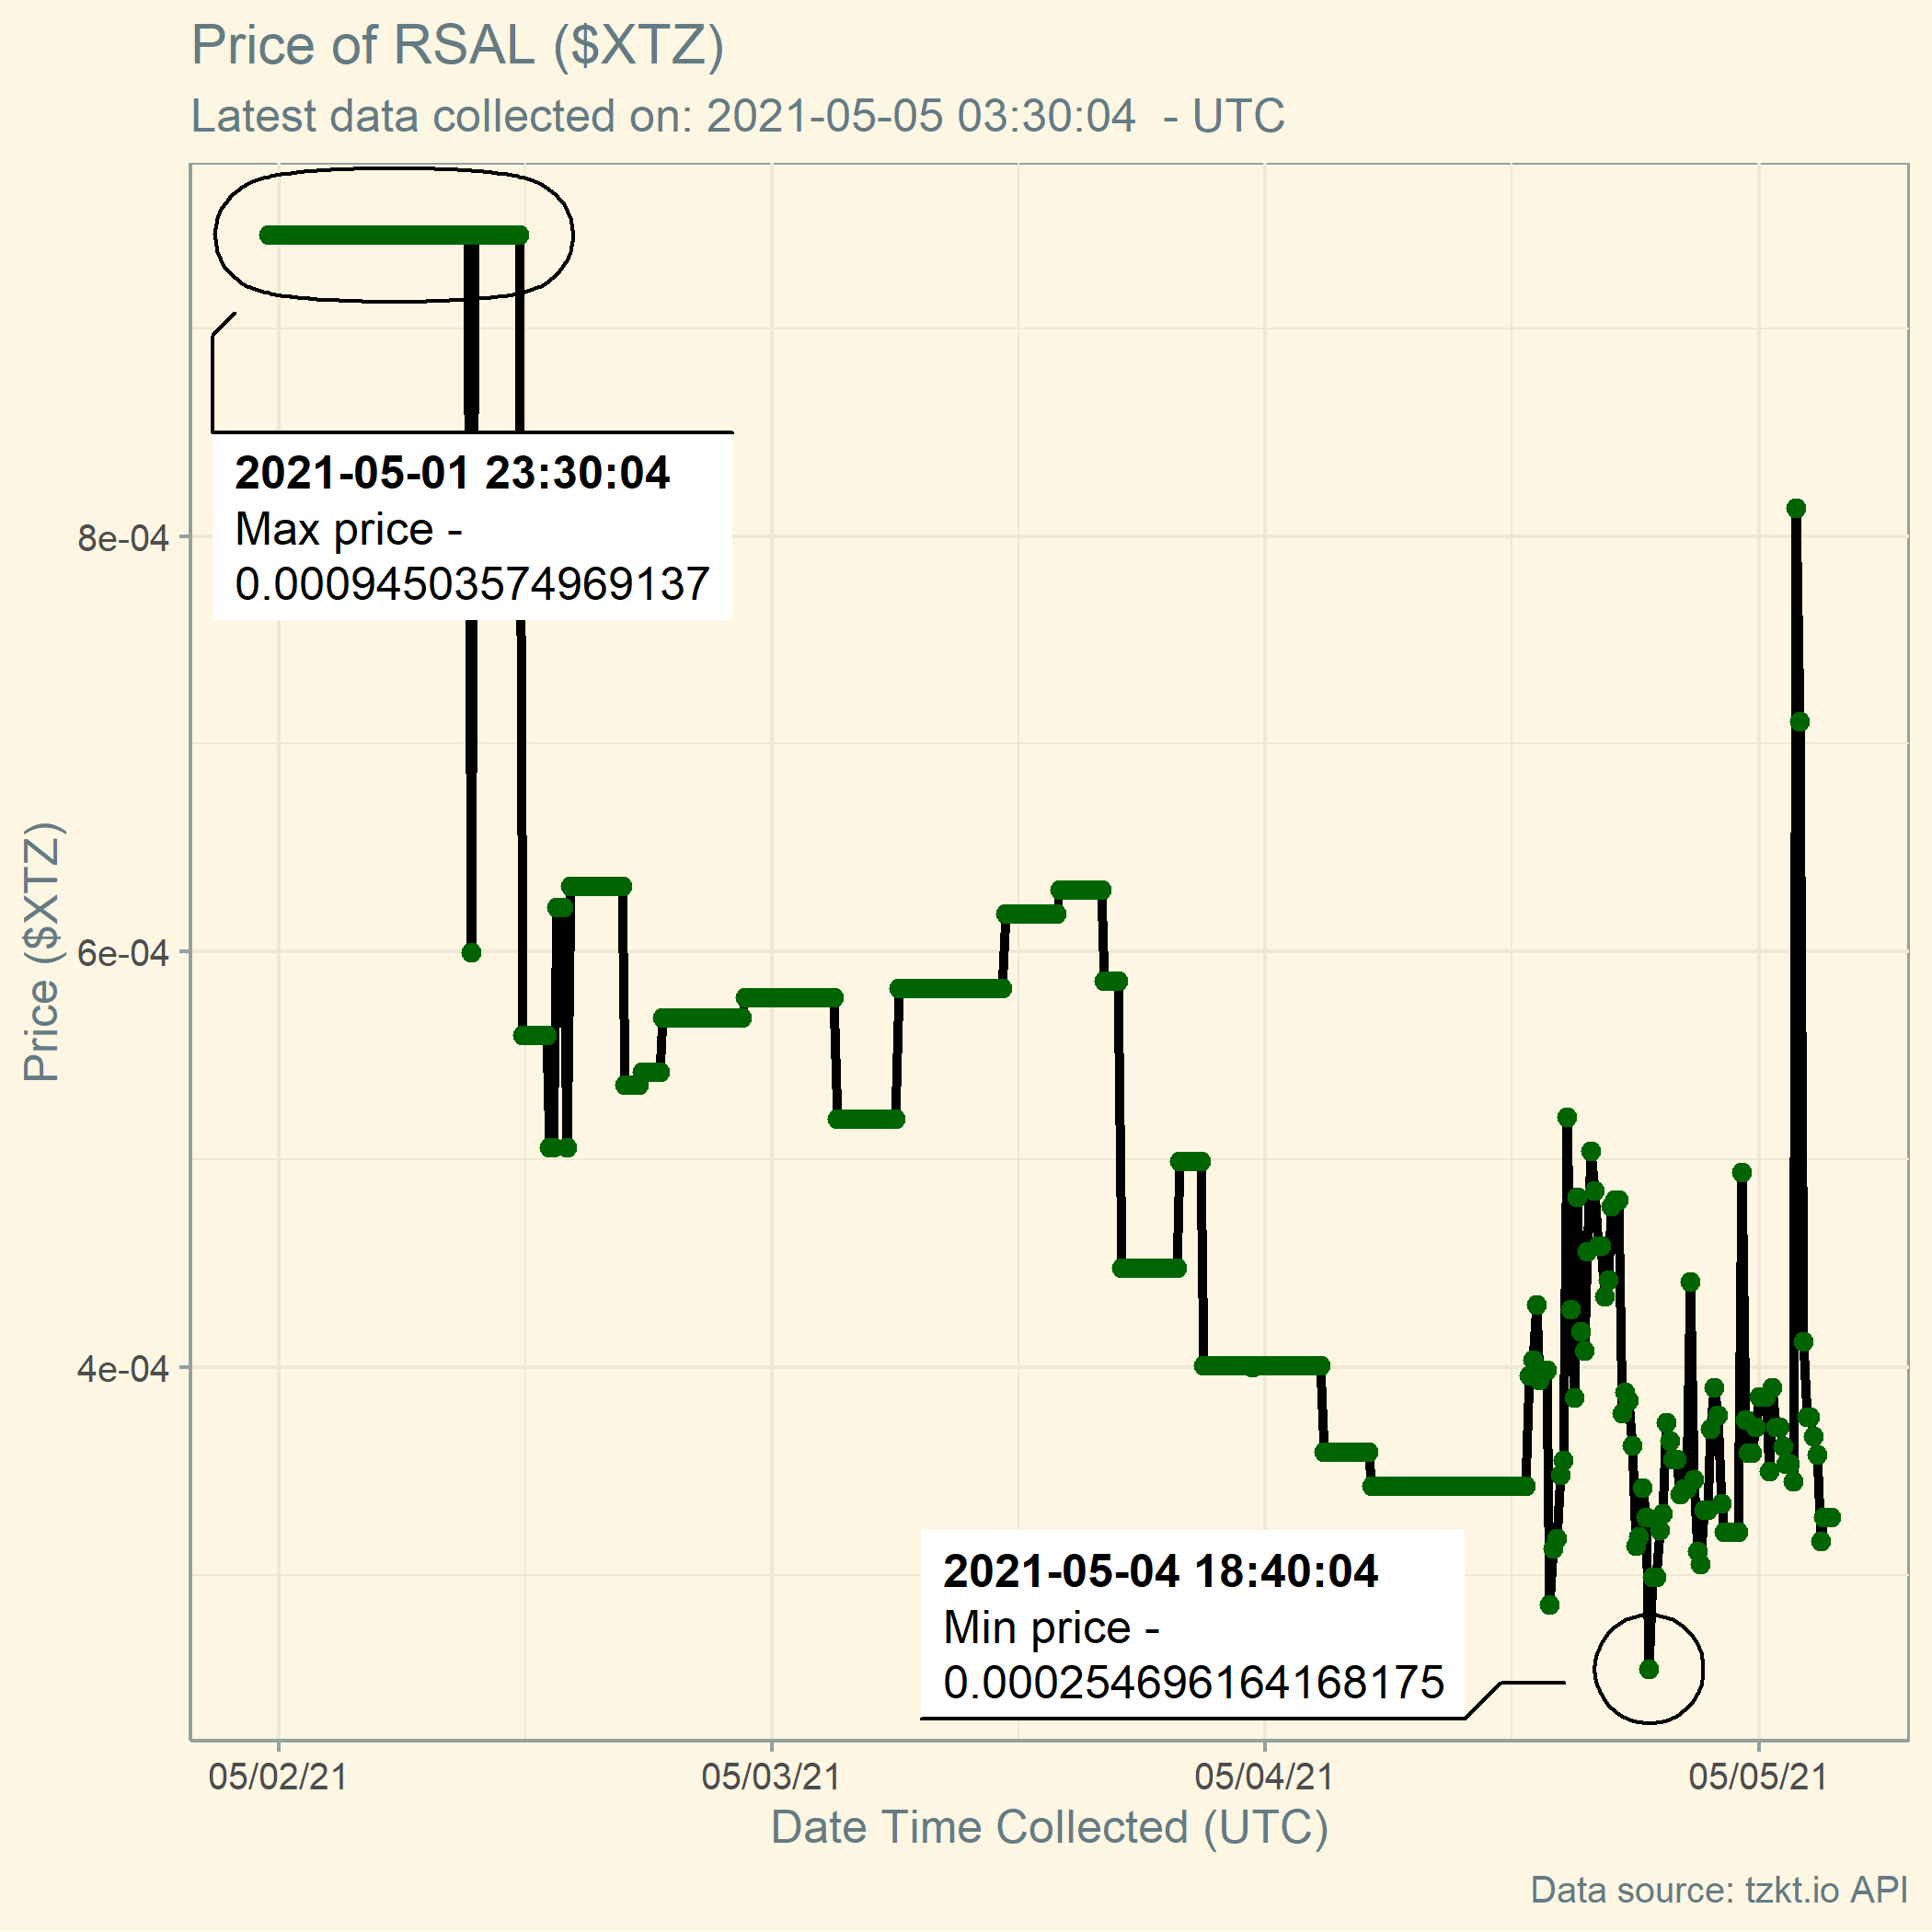 Price of RSAL ($XTZ)
Latest data collected on: 2021-05-05 03:30:04  - UTC
2021-05-01 23:30:04
Max price -
0.00094503574969137
8e-04
6e-04
4e-04
Price ($XTZ)
2021-05-04 18:40:04
Min price -
0.000254696164168175
05/02/21
05/03/21
05/04/21
05/05/21
Date Time Collected (UTC)
Data source: tzkt.io API